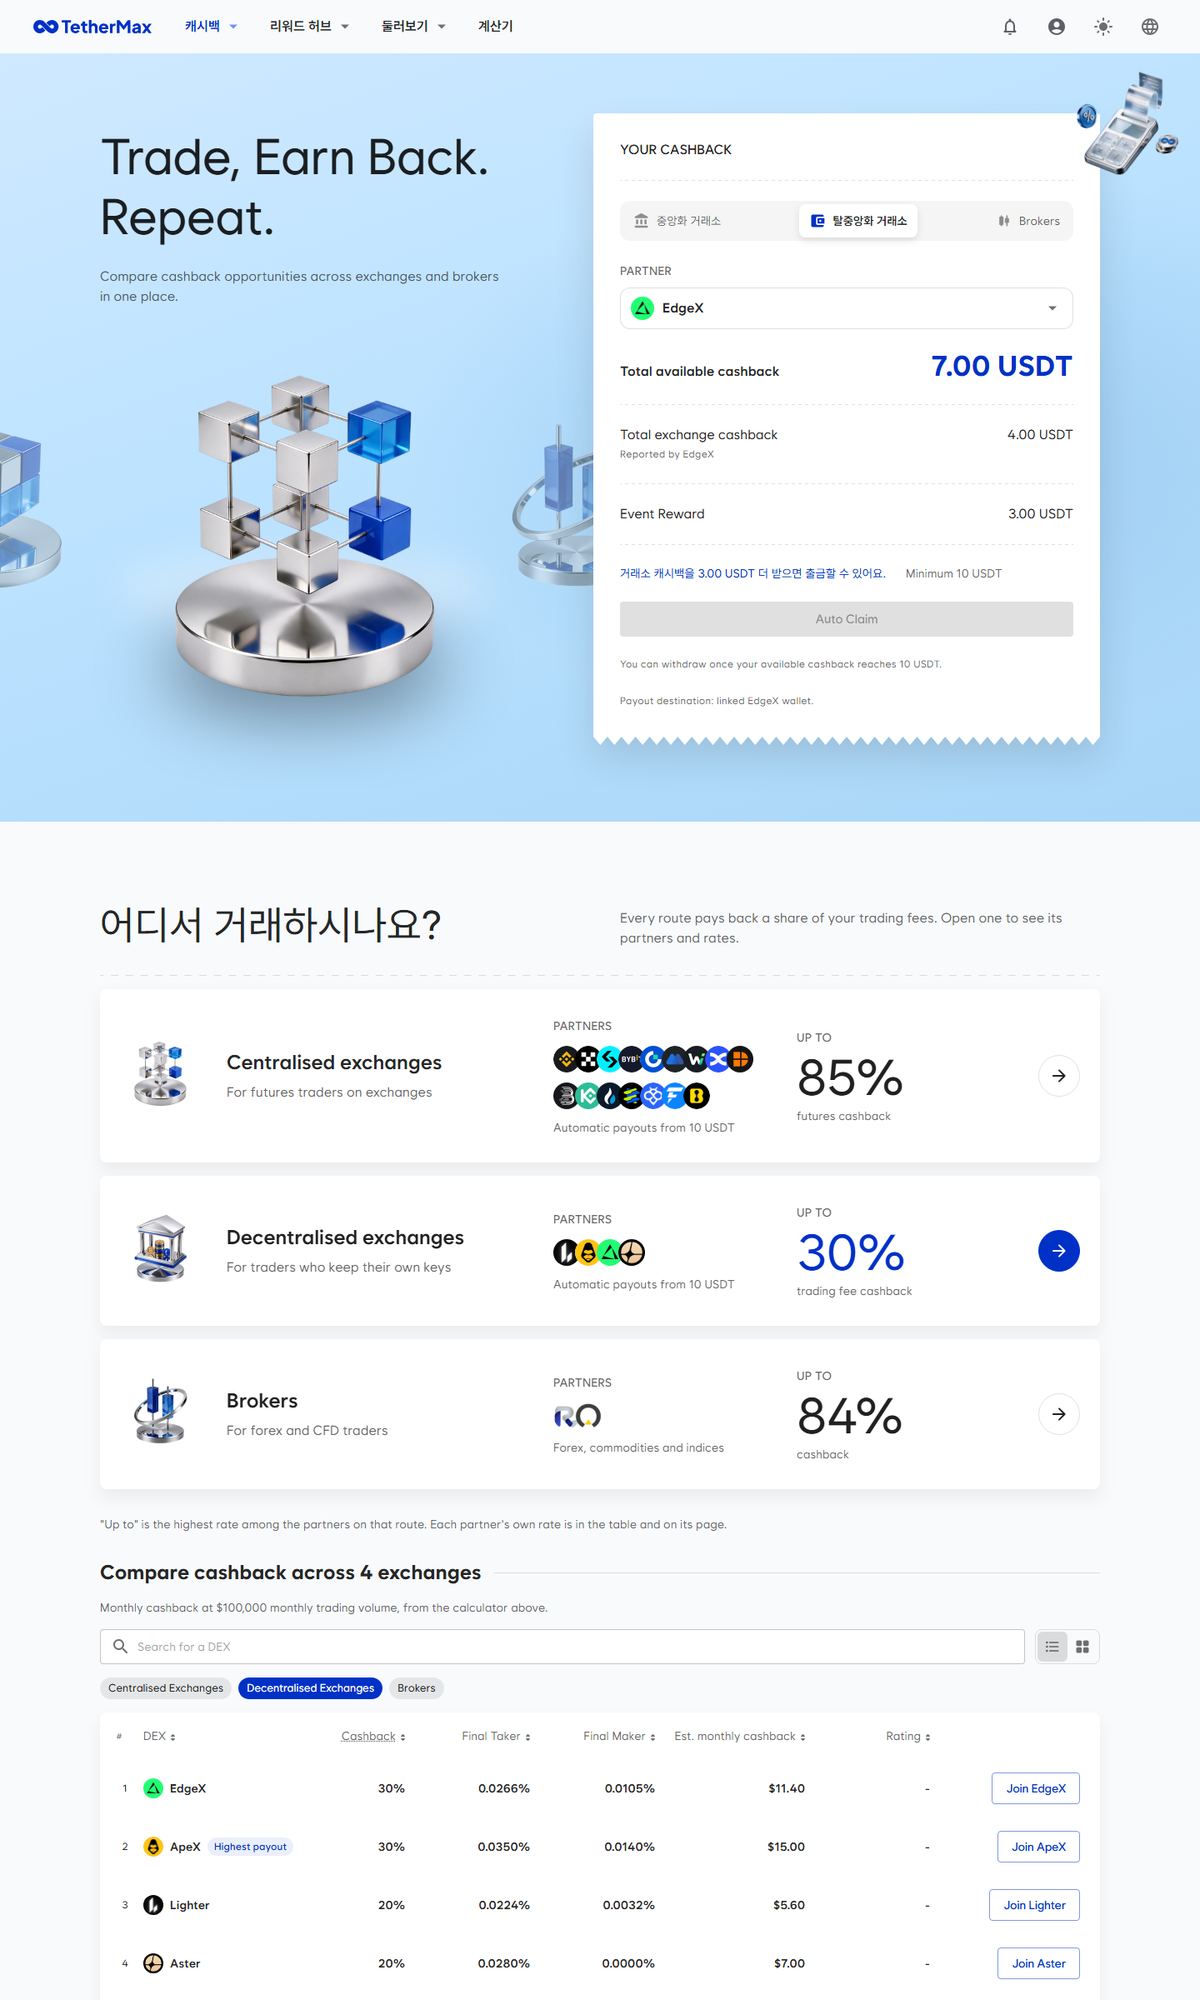 TetherMax
캐시백
리워드 허브
둘러보기
계산기
Trade, Earn Back.
Repeat.
Compare cashback opportunities across exchanges and brokers
in one place.
YOUR CASHBACK
중앙화 거래소
탈중앙화 거래소
Brokers
PARTNER
EdgeX
Total available cashback
7.00 USDT
Total exchange cashback
4.00 USDT
Reported by EdgeX
Event Reward
3.00 USDT
거래소 캐시백을 3.00 USDT 더 받으면 출금할 수 있어요.
Minimum 10 USDT
Auto Claim
You can withdraw once your available cashback reaches 10 USDT.
Payout destination: linked EdgeX wallet.
어디서 거래하시나요?
Every route pays back a share of your trading fees. Open one to see its
partners and rates.
Centralised exchanges
For futures traders on exchanges
PARTNERS
Automatic payouts from 10 USDT
UP TO
85%
futures cashback
Decentralised exchanges
For traders who keep their own keys
PARTNERS
Automatic payouts from 10 USDT
UP TO
30%
trading fee cashback
Brokers
For forex and CFD traders
PARTNERS
Forex, commodities and indices
UP TO
84%
cashback
"Up to" is the highest rate among the partners on that route. Each partner's own rate is in the table and on its page.
Compare cashback across 4 exchanges
Monthly cashback at $100,000 monthly trading volume, from the calculator above.
Search for a DEX
Centralised Exchanges
Decentralised Exchanges
Brokers
# DEX Cashback Final Taker Final Maker Est. monthly cashback Rating
1 EdgeX 30% 0.0266% 0.0105% $11.40 - Join EdgeX
2 ApeX Highest payout 30% 0.0350% 0.0140% $15.00 - Join ApeX
3 Lighter 20% 0.0224% 0.0032% $5.60 - Join Lighter
4 Aster 20% 0.0280% 0.0000% $7.00 - Join Aster